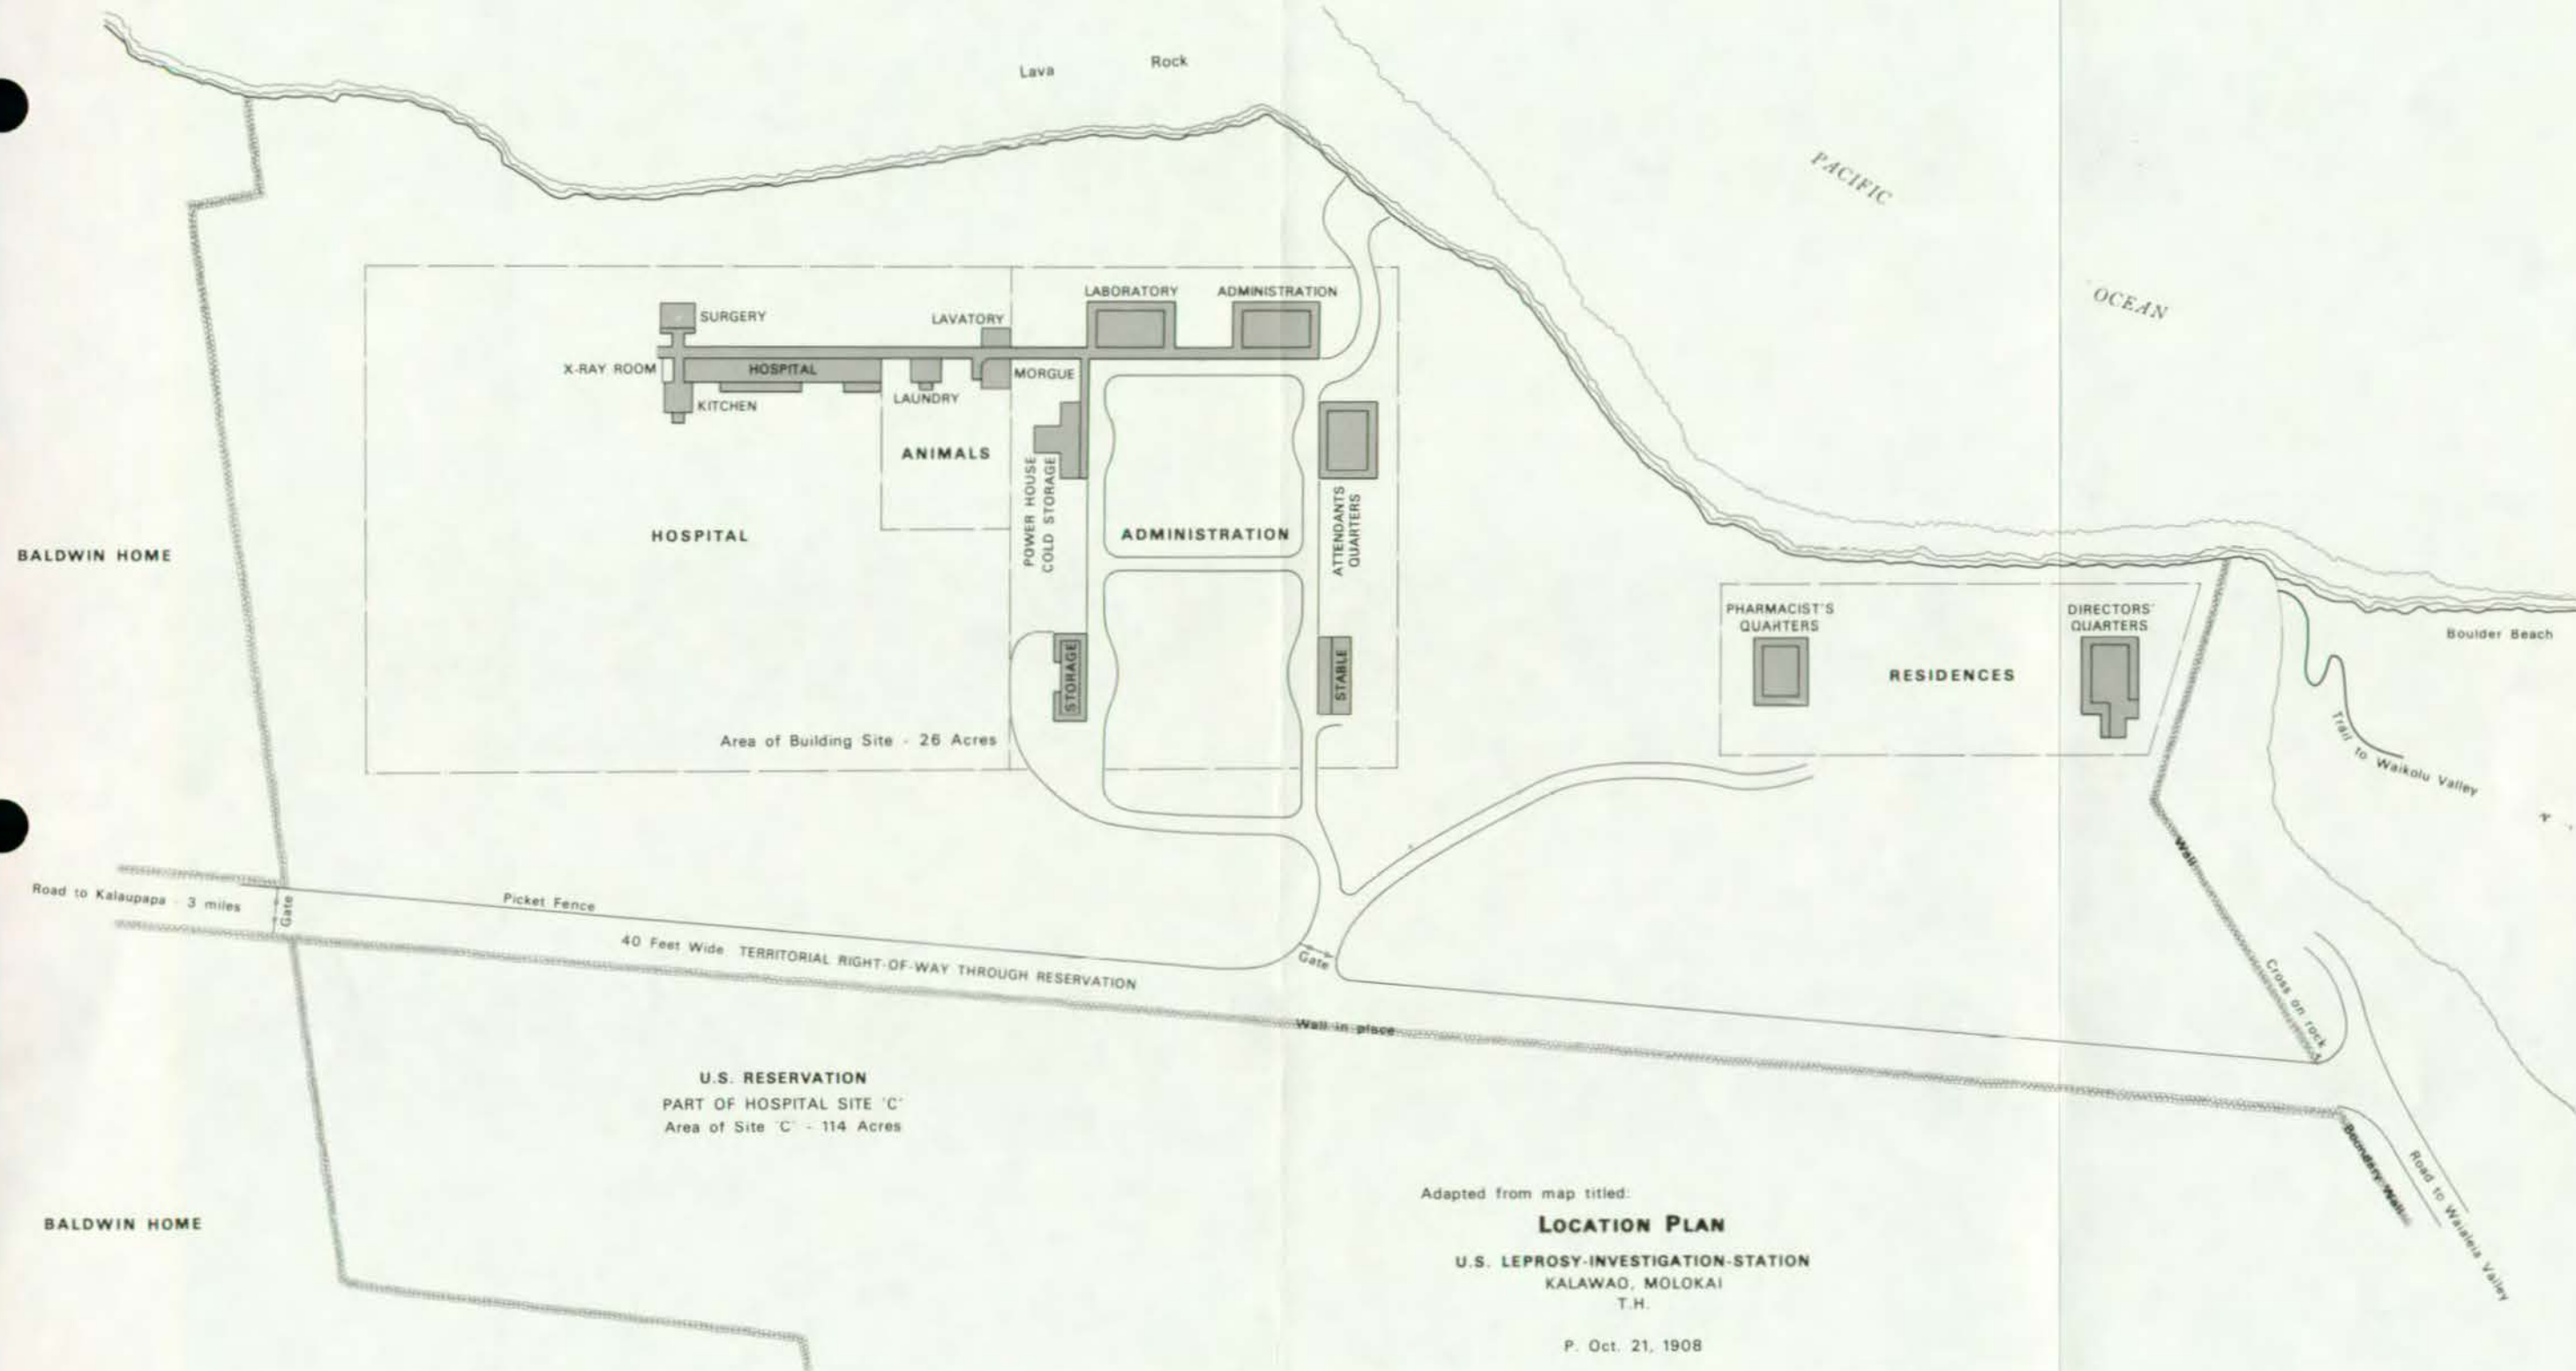 Lava Rock
PACIFIC
OCEAN
LABORATORY
ADMINISTRATION
SURGERY
LAVATORY
X-RAY ROOM
HOSPITAL
MORGUE
KITCHEN
LAUNDRY
ANIMALS
POWER HOUSE
COLD STORAGE
HOSPITAL
ADMINISTRATION
ATTENDANTS
QUARTERS
BALDWIN HOME
PHARMACIST'S
QUARTERS
DIRECTORS'
QUARTERS
Boulder Beach
STORAGE
STABLE
RESIDENCES
Area of Building Site - 26 Acres
Trail to Waikolu Valley
Wall
Road to Kalaupapa - 3 miles
Gate
Picket Fence
40 Feet Wide TERRITORIAL RIGHT-OF-WAY THROUGH RESERVATION
Gate
Cross on rock
Wall in place
U.S. RESERVATION
PART OF HOSPITAL SITE 'C'
Area of Site 'C' - 114 Acres
Boundary Wall
Road to Waialeia Valley
BALDWIN HOME
Adapted from map titled:
LOCATION PLAN
U.S. LEPROSY-INVESTIGATION-STATION
KALAWAO, MOLOKAI
T.H.
P. Oct. 21, 1908